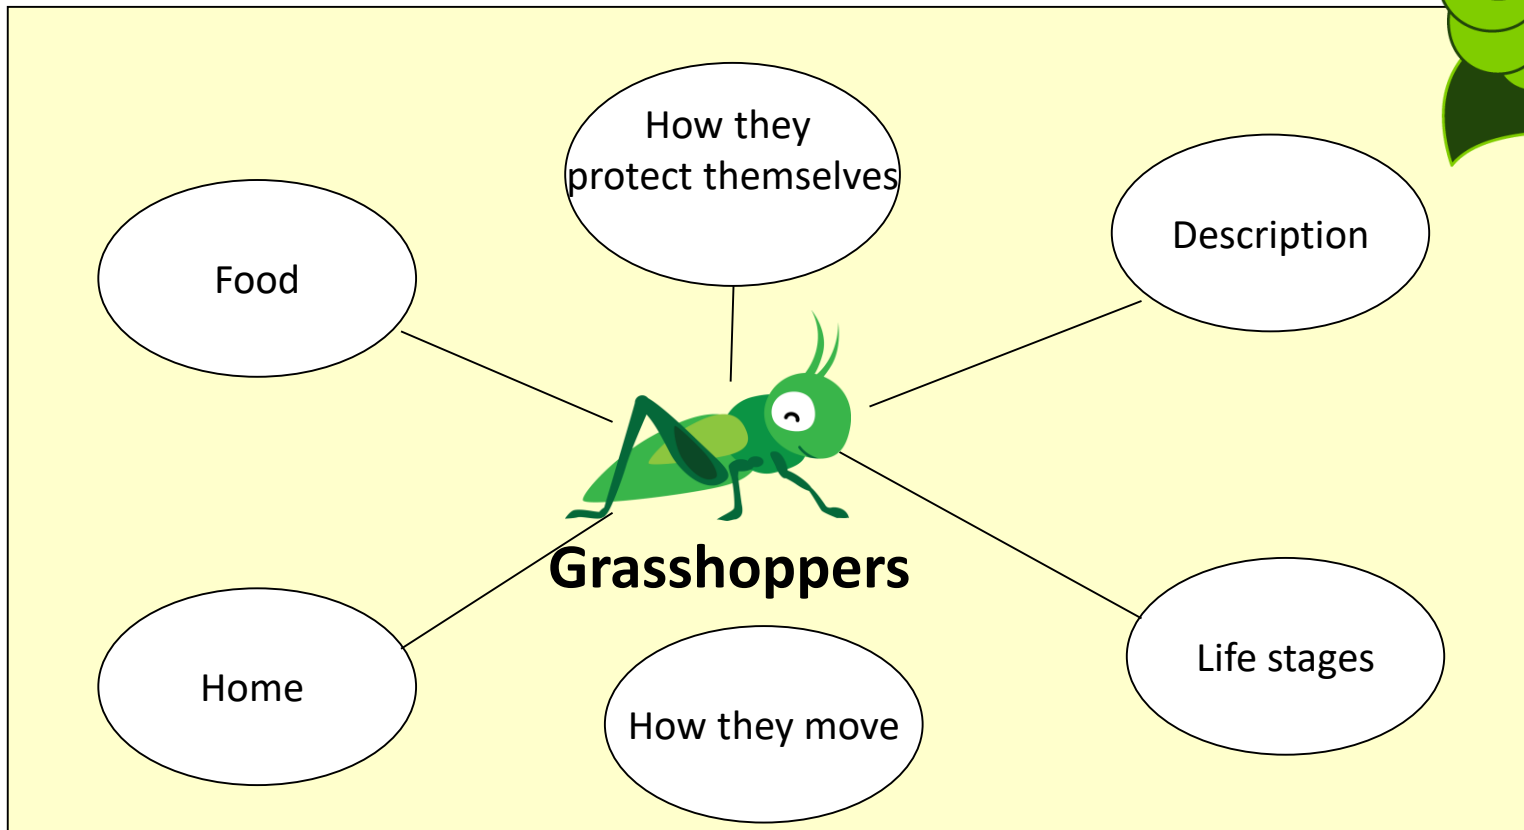 How they
protect themselves
Description
Food
Grasshoppers
Home
Life stages
How they move